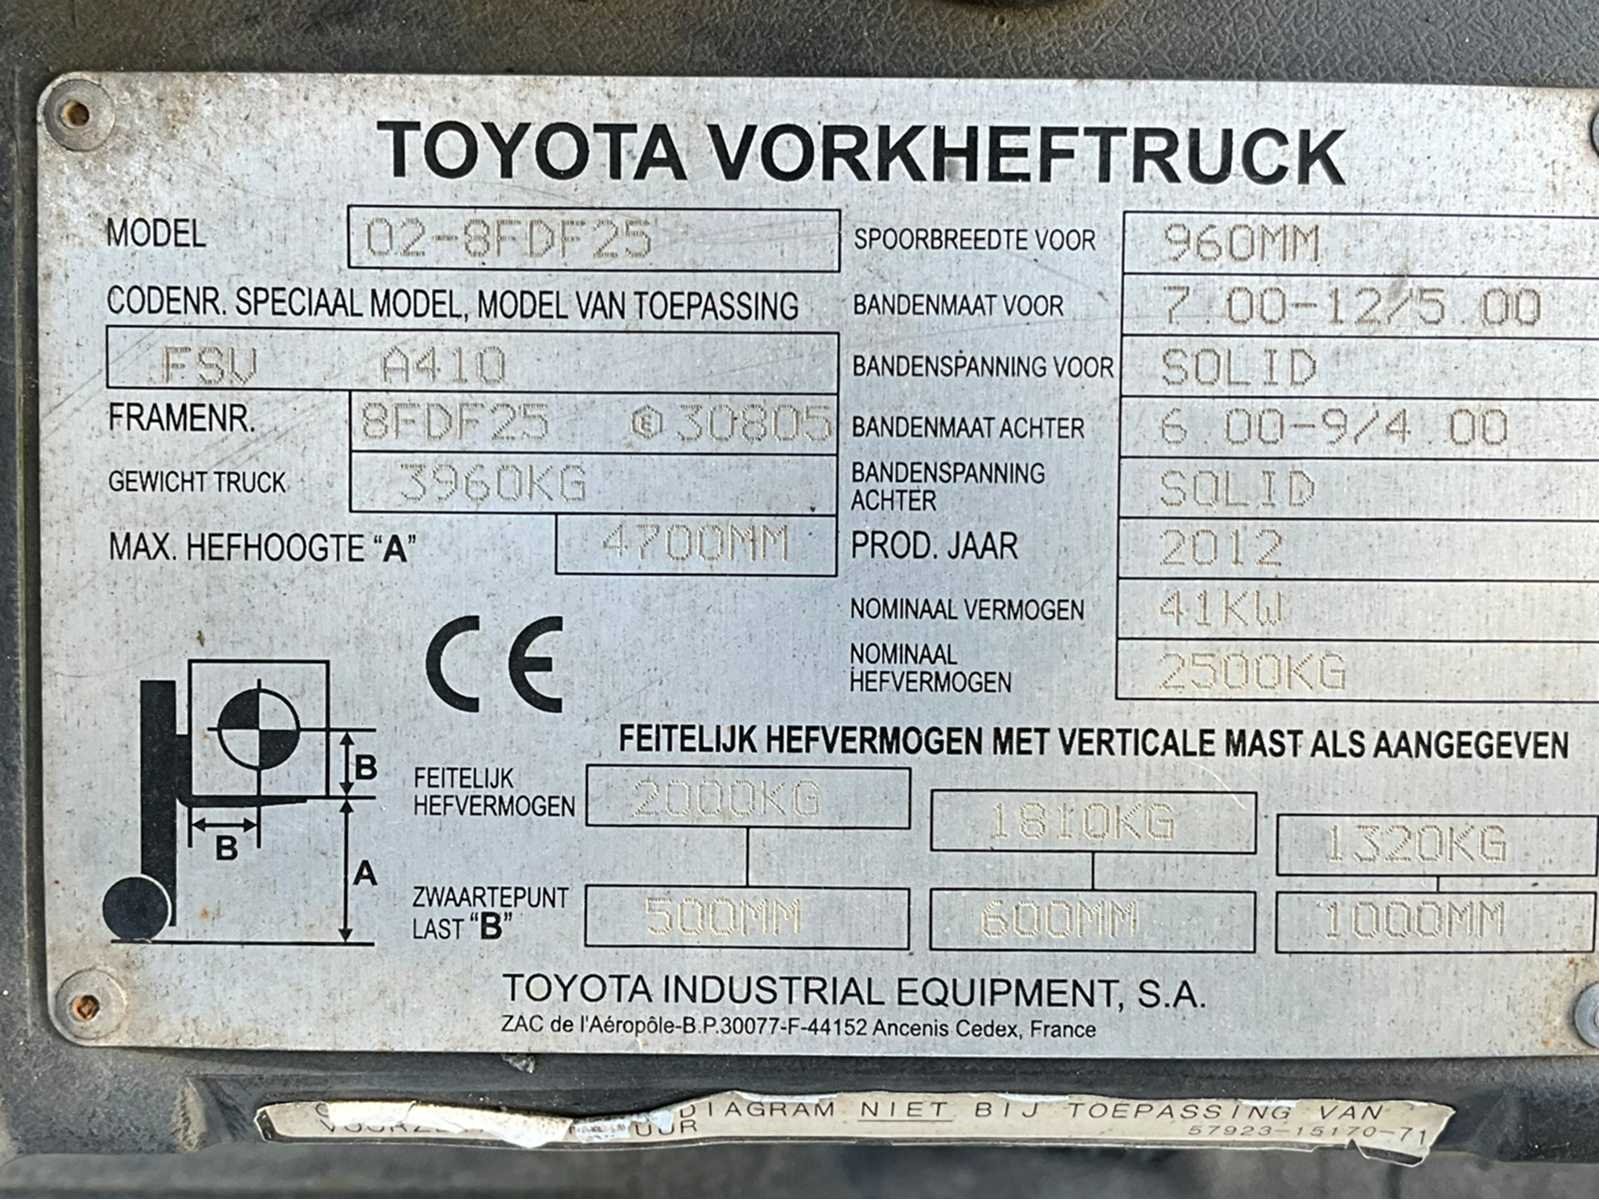 TOYOTA VORKHEFTRUCK
MODEL 02-8FDF25
CODENR. SPECIAAL MODEL, MODEL VAN TOEPASSING
FSV A410
FRAMENR. 8FDF25 E 30805
GEWICHT TRUCK 3960KG
MAX. HEFHOOGTE "A" 4700MM
SPOORBREEDTE VOOR 960MM
BANDENMAAT VOOR 7.00-12/5.00
BANDENSPANNING VOOR SOLID
BANDENMAAT ACHTER 6.00-9/4.00
BANDENSPANNING
ACHTER SOLID
PROD. JAAR 2012
NOMINAAL VERMOGEN 41KW
NOMINAAL
HEFVERMOGEN 2500KG
CE
B
B
A
FEITELIJK HEFVERMOGEN MET VERTICALE MAST ALS AANGEGEVEN
FEITELIJK
HEFVERMOGEN 2000KG 1810KG 1320KG
ZWAARTEPUNT
LAST "B" 500MM 600MM 1000MM
TOYOTA INDUSTRIAL EQUIPMENT, S.A.
ZAC de l'Aéropôle-B.P.30077-F-44152 Ancenis Cedex, France
DIAGRAM NIET BIJ TOEPASSING VAN
57923-15170-71